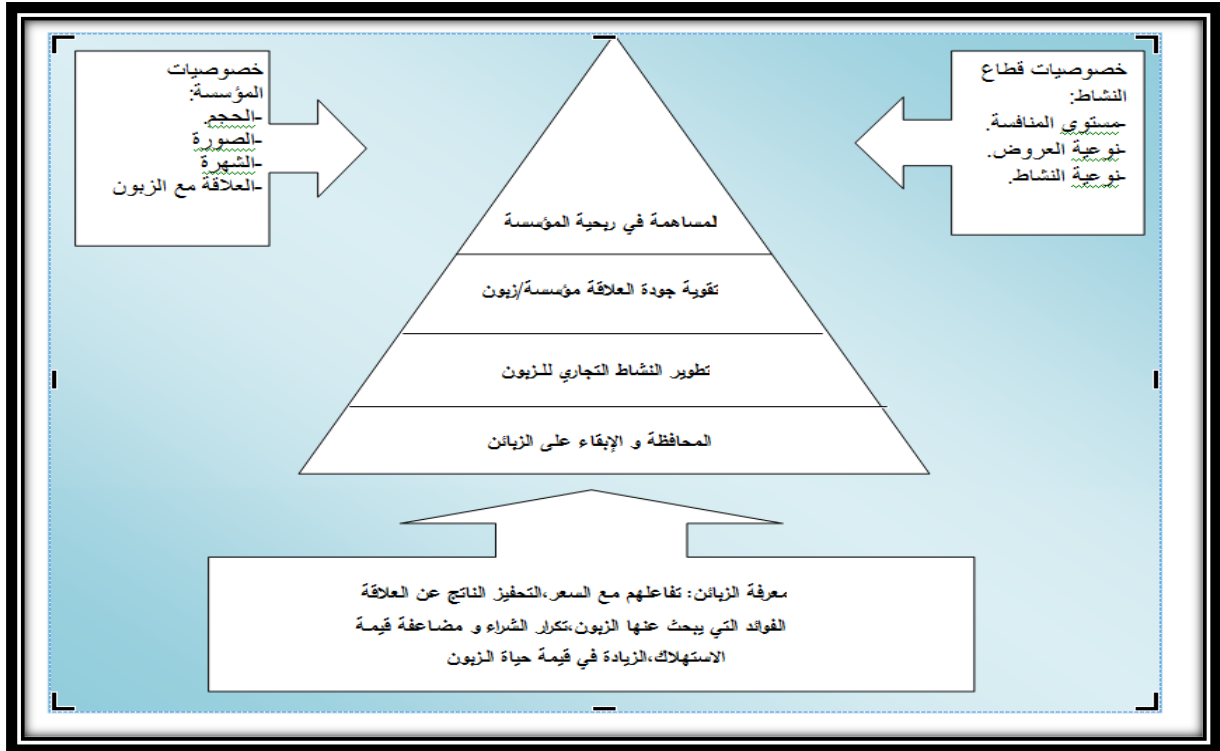 خصوصيات قطاع
النشاط:
-مستوى المنافسة.
-نوعية العروض.
-نوعية النشاط.
خصوصيات
المؤسسة:
-الحجم.
-الصورة
-الشهرة
-العلاقة مع الزبون
لمساهمة في ربحية المؤسسة
تقوية جودة العلاقة مؤسسة/زبون
تطوير النشاط التجاري للزبون
المحافظة و الإبقاء على الزبائن
معرفة الزبائن: تفاعلهم مع السعر،التحفيز الناتج عن العلاقة
الفوائد التي يبحث عنها الزبون،تكرار الشراء و مضاعفة قيمة
الاستهلاك،الزيادة في قيمة حياة الزبون